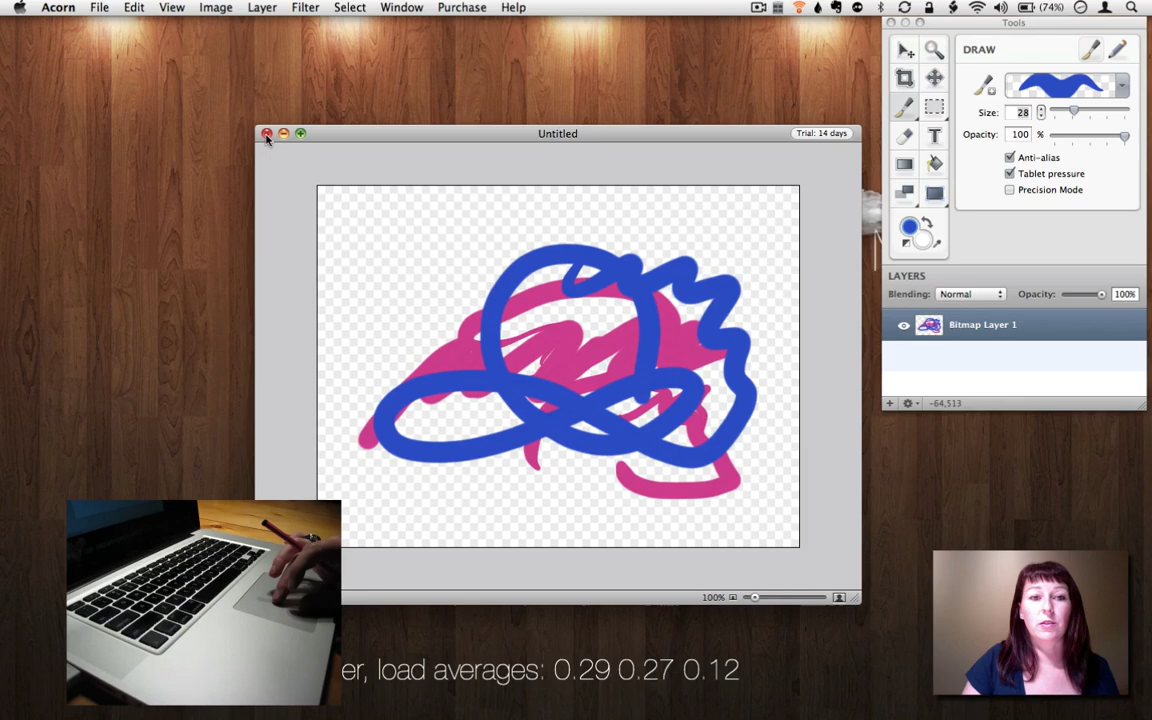 Acorn File Edit View Image Layer Filter Select Window Purchase Help (74%)
Tools
DRAW
Size: 28
Opacity: 100 %
Anti-alias
Tablet pressure
Precision Mode
Untitled
Trial: 14 days
LAYERS
Blending: Normal Opacity: 100%
Bitmap Layer 1
-64,513
100%
er, load averages: 0.29 0.27 0.12